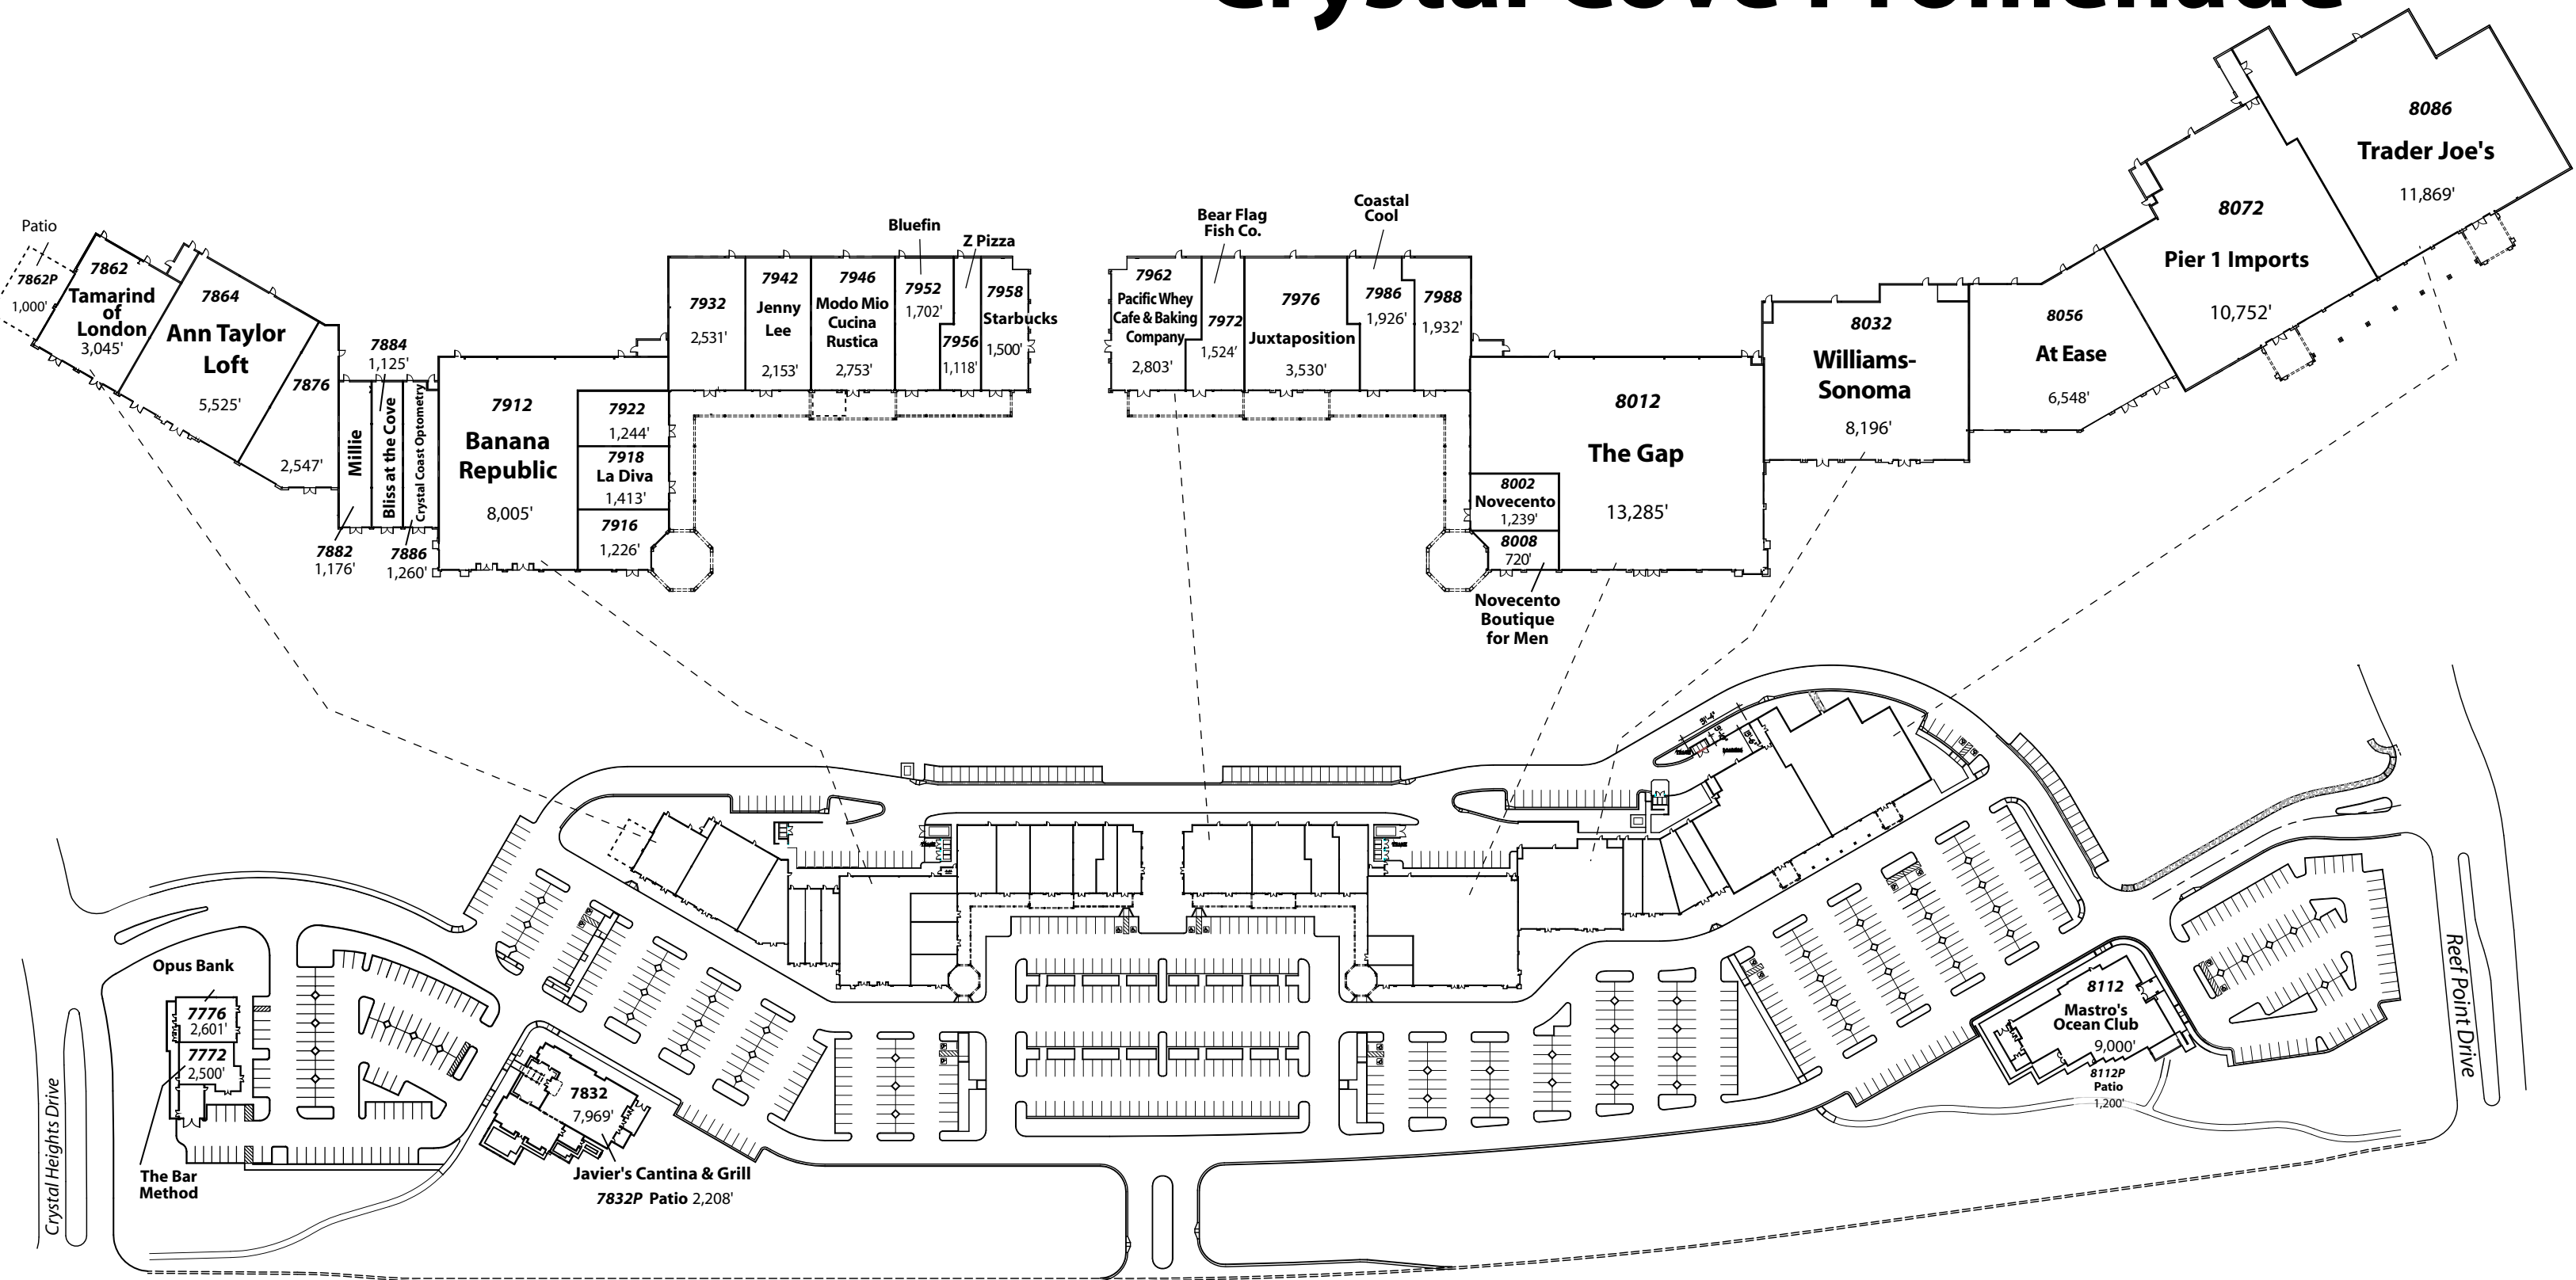 Crystal Cove Promenade
Patio
7862P
1,000'
7862
Tamarind
of
London
3,045'
7864
Ann Taylor
Loft
5,525'
7876
2,547'
7884
1,125'
Millie
Bliss at the Cove
Crystal Coast Optometry
7882
1,176'
7886
1,260'
7912
Banana
Republic
8,005'
7922
1,244'
7918
La Diva
1,413'
7916
1,226'
7932
2,531'
7942
Jenny
Lee
2,153'
7946
Modo Mio
Cucina
Rustica
2,753'
Bluefin
7952
1,702'
Z Pizza
7956
1,118'
7958
Starbucks
1,500'
7962
Pacific Whey
Cafe & Baking
Company
2,803'
Bear Flag
Fish Co.
7972
1,524'
7976
Juxtaposition
3,530'
Coastal
Cool
7986
1,926'
7988
1,932'
8002
Novecento
1,239'
8008
720'
Novecento
Boutique
for Men
8012
The Gap
13,285'
8032
Williams-
Sonoma
8,196'
8056
At Ease
6,548'
8072
Pier 1 Imports
10,752'
8086
Trader Joe's
11,869'
Opus Bank
7776
2,601'
7772
2,500'
The Bar
Method
Crystal Heights Drive
7832
7,969'
Javier's Cantina & Grill
7832P Patio 2,208'
8112
Mastro's
Ocean Club
9,000'
8112P
Patio
1,200'
Reef Point Drive